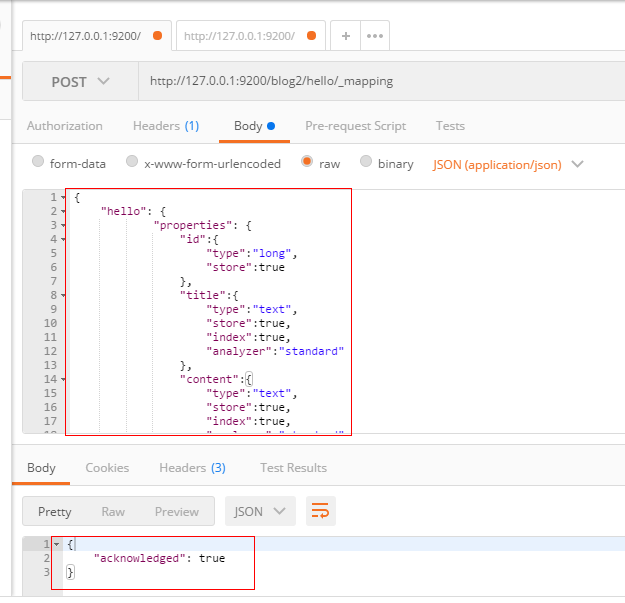 http://127.0.0.1:9200/ http://127.0.0.1:9200/ + •••
POST http://127.0.0.1:9200/blog2/hello/_mapping
Authorization Headers (1) Body Pre-request Script Tests
form-data x-www-form-urlencoded raw binary JSON (application/json)
1 {
2 "hello": {
3 "properties": {
4 "id":{
5 "type":"long",
6 "store":true
7 },
8 "title":{
9 "type":"text",
10 "store":true,
11 "index":true,
12 "analyzer":"standard"
13 },
14 "content":{
15 "type":"text",
16 "store":true,
17 "index":true,
Body Cookies Headers (3) Test Results
Pretty Raw Preview JSON
1 {
2 "acknowledged": true
3 }